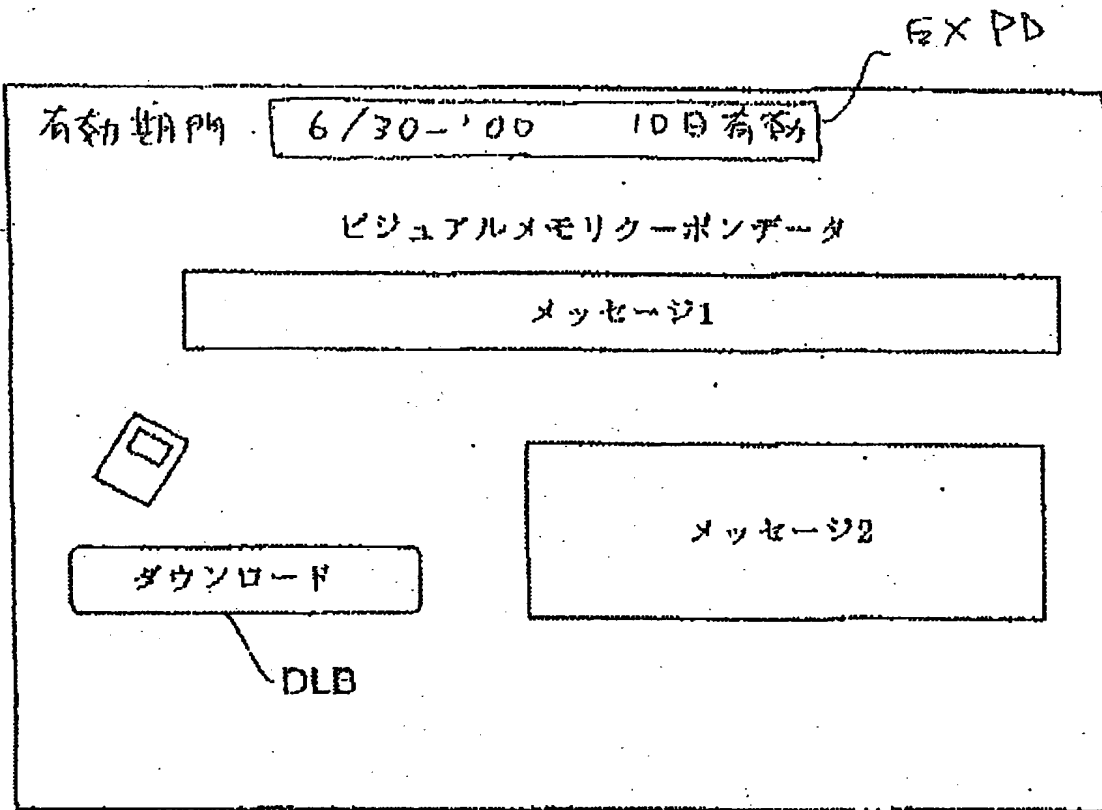 EXPD
有効期間 6/30-'00 10日有効
ビジュアルメモリクーポンデータ
メッセージ1
メッセージ2
ダウンロード
DLB